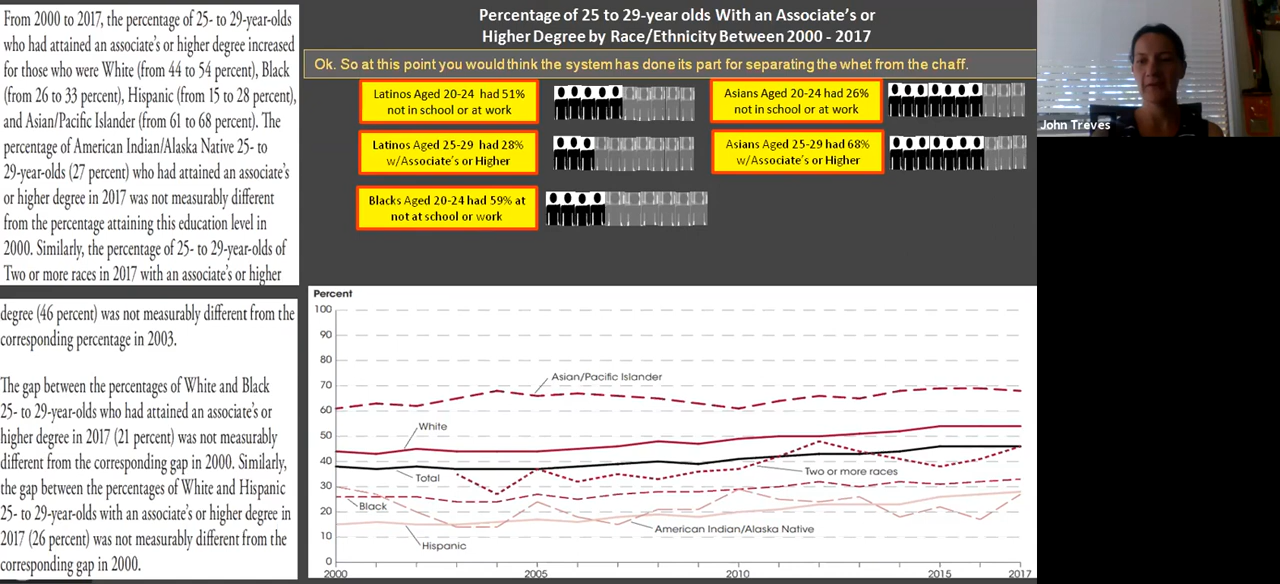 From 2000 to 2017, the percentage of 25- to 29-year-olds
who had attained an associate's or higher degree increased
for those who were White (from 44 to 54 percent), Black
(from 26 to 33 percent), Hispanic (from 15 to 28 percent),
and Asian/Pacific Islander (from 61 to 68 percent). The
percentage of American Indian/Alaska Native 25- to
29-year-olds (27 percent) who had attained an associate's
or higher degree in 2017 was not measurably different
from the percentage attaining this education level in
2000. Similarly, the percentage of 25- to 29-year-olds of
Two or more races in 2017 with an associate's or higher
degree (46 percent) was not measurably different from the
corresponding percentage in 2003.
The gap between the percentages of White and Black
25- to 29-year-olds who had attained an associate's or
higher degree in 2017 (21 percent) was not measurably
different from the corresponding gap in 2000. Similarly,
the gap between the percentages of White and Hispanic
25- to 29-year-olds with an associate's or higher degree in
2017 (26 percent) was not measurably different from the
corresponding gap in 2000.
Percentage of 25 to 29-year olds With an Associate's or
Higher Degree by Race/Ethnicity Between 2000 - 2017
Ok. So at this point you would think the system has done its part for separating the whet from the chaff.
Latinos Aged 20-24 had 51%
not in school or at work
Asians Aged 20-24 had 26%
not in school or at work
Latinos Aged 25-29 had 28%
w/Associate's or Higher
Asians Aged 25-29 had 68%
w/Associate's or Higher
Blacks Aged 20-24 had 59% at
not at school or work
Percent
100
90
80
70
60
50
40
30
20
10
0
Asian/Pacific Islander
White
Total
Two or more races
Black
American Indian/Alaska Native
Hispanic
2000
2005
2010
2015
2017
John Treves